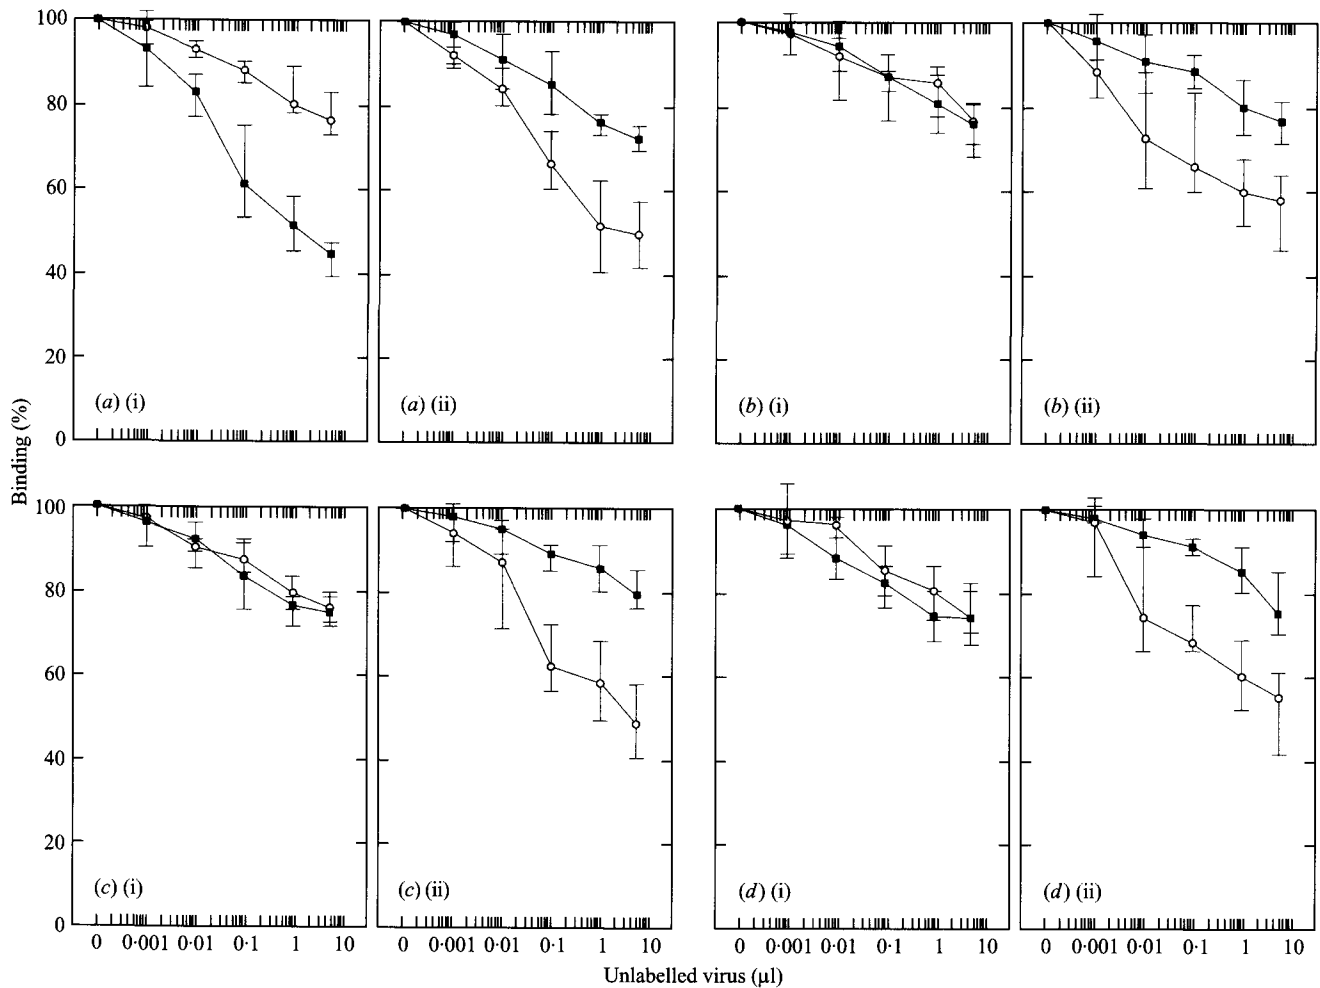 100
80
60
40
20
0
(a) (i)
(a) (ii)
(b) (i)
(b) (ii)
Binding (%)
100
80
60
40
20
0
(c) (i)
(c) (ii)
(d) (i)
(d) (ii)
0 0·001 0·01 0·1 1 10 0 0·001 0·01 0·1 1 10 0 0·001 0·01 0·1 1 10 0 0·001 0·01 0·1 1 10
Unlabelled virus (μl)